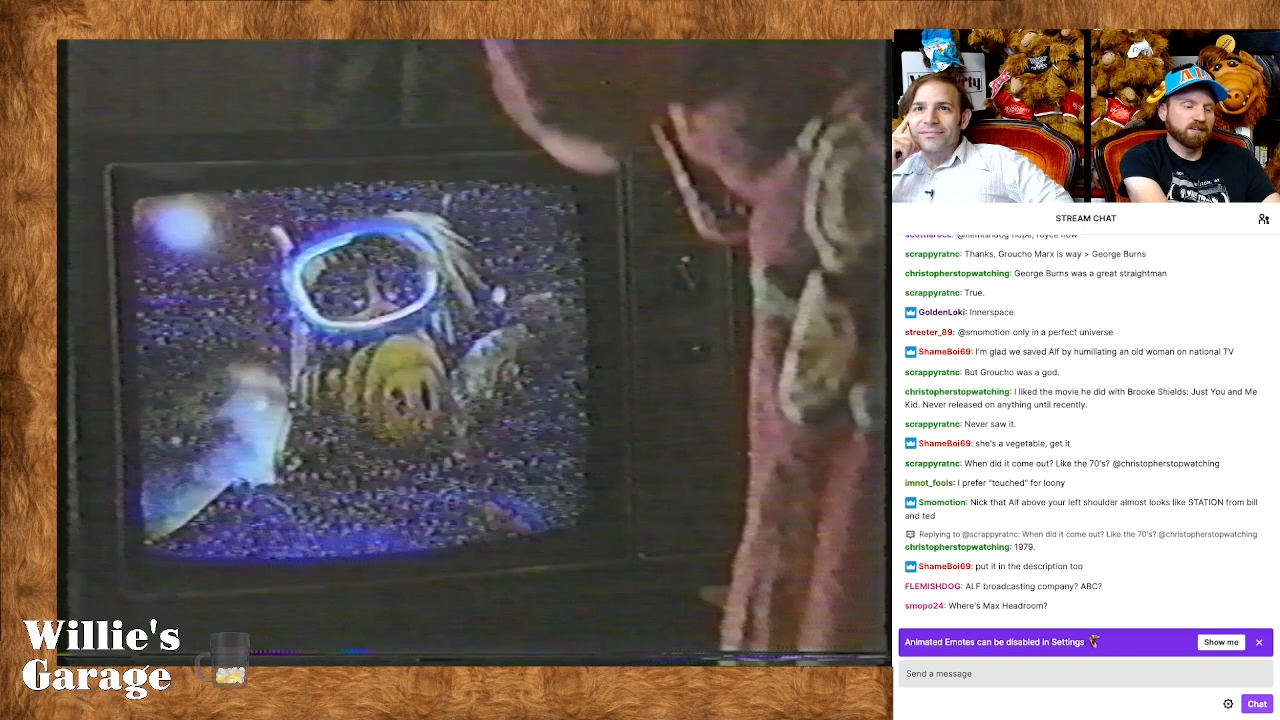 STREAM CHAT
scottiarocc: @flemishdog nope, royce now
scrappyratnc: Thanks. Groucho Marx is way > George Burns
christopherstopwatching: George Burns was a great straightman
scrappyratnc: True.
GoldenLoki: Innerspace
streeter_89: @smomotion only in a perfect universe
ShameBoi69: I'm glad we saved Alf by humiliating an old woman on national TV
scrappyratnc: But Groucho was a god.
christopherstopwatching: I liked the movie he did with Brooke Shields: Just You and Me
Kid. Never released on anything until recently.
scrappyratnc: Never saw it.
ShameBoi69: she's a vegetable, get it
scrappyratnc: When did it come out? Like the 70's? @christopherstopwatching
imnot_fools: I prefer "touched" for loony
Smomotion: Nick that Alf above your left shoulder almost looks like STATION from bill
and ted
Replying to @scrappyratnc: When did it come out? Like the 70's? @christopherstopwatching
christopherstopwatching: 1979.
ShameBoi69: put it in the description too
FLEMISHDOG: ALF broadcasting company? ABC?
smopo24: Where's Max Headroom?
Animated Emotes can be disabled in Settings
Show me
Send a message
Chat
Willie's
Garage